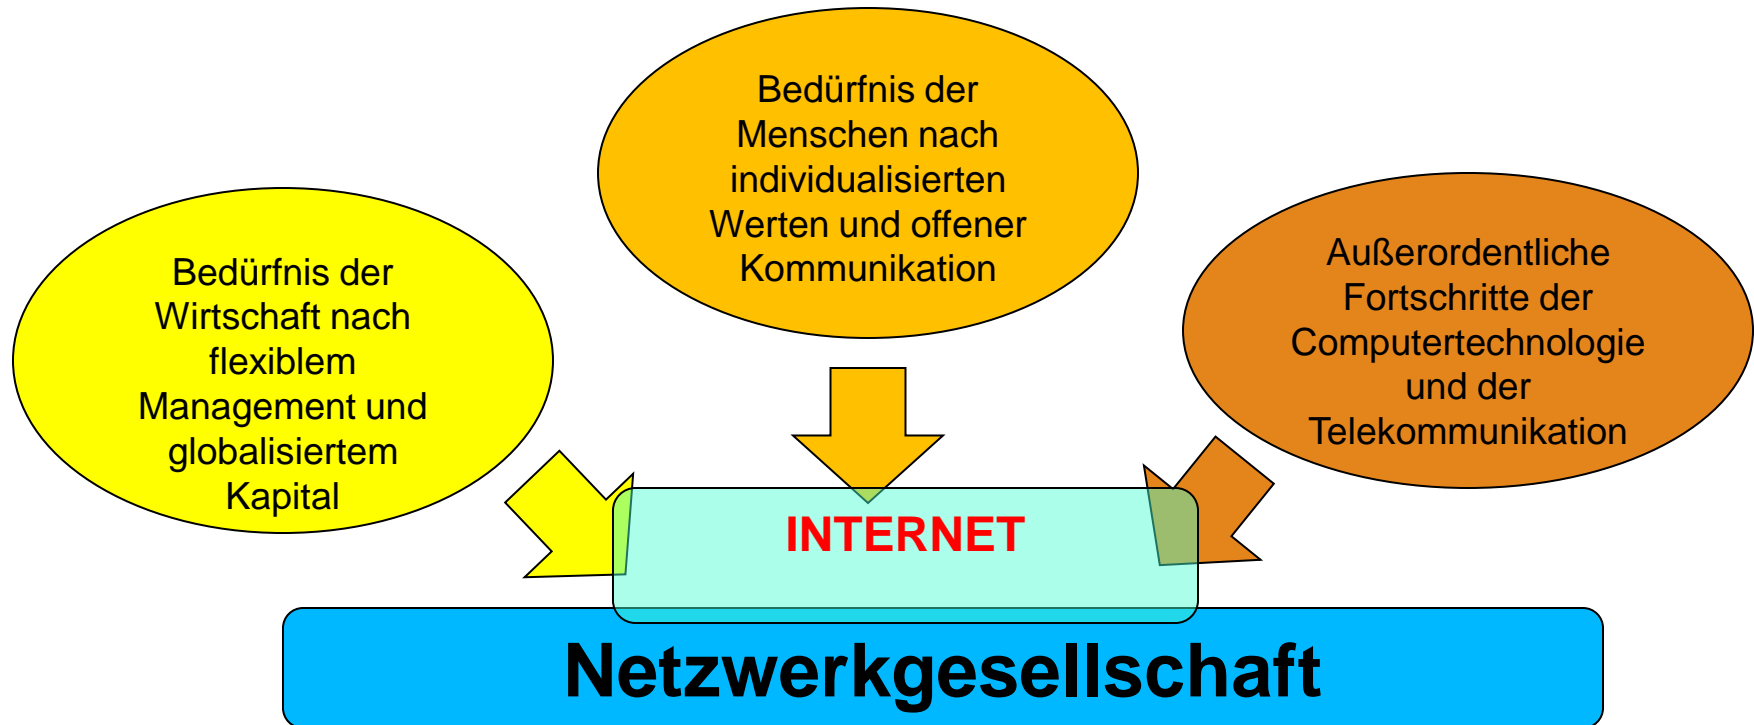 Bedürfnis der
Wirtschaft nach
flexiblem
Management und
globalisiertem
Kapital
Bedürfnis der
Menschen nach
individualisierten
Werten und offener
Kommunikation
Außerordentliche
Fortschritte der
Computertechnologie
und der
Telekommunikation
INTERNET
Netzwerkgesellschaft